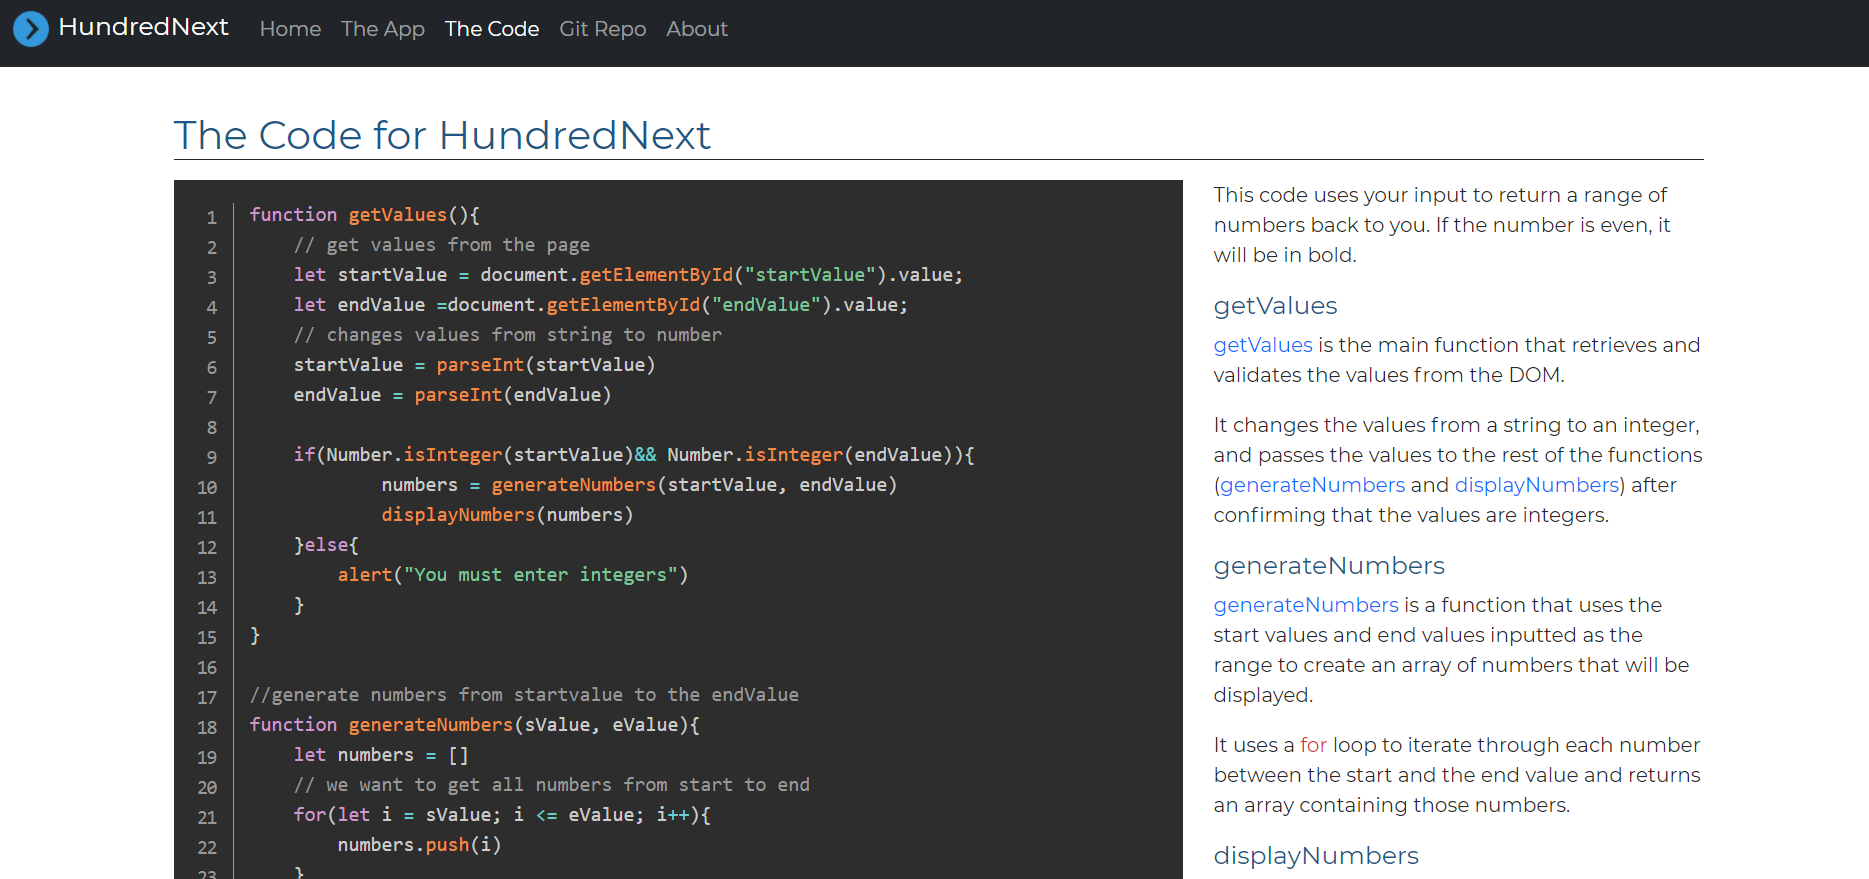 HundredNext Home The App The Code Git Repo About
The Code for HundredNext
1 function getValues(){
2     // get values from the page
3     let startValue = document.getElementById("startValue").value;
4     let endValue =document.getElementById("endValue").value;
5     // changes values from string to number
6     startValue = parseInt(startValue)
7     endValue = parseInt(endValue)
8
9     if(Number.isInteger(startValue)&& Number.isInteger(endValue)){
10             numbers = generateNumbers(startValue, endValue)
11             displayNumbers(numbers)
12     }else{
13         alert("You must enter integers")
14     }
15 }
16
17 //generate numbers from startvalue to the endValue
18 function generateNumbers(sValue, eValue){
19     let numbers = []
20     // we want to get all numbers from start to end
21     for(let i = sValue; i <= eValue; i++){
22         numbers.push(i)
23     }
This code uses your input to return a range of
numbers back to you. If the number is even, it
will be in bold.
getValues
getValues is the main function that retrieves and
validates the values from the DOM.
It changes the values from a string to an integer,
and passes the values to the rest of the functions
(generateNumbers and displayNumbers) after
confirming that the values are integers.
generateNumbers
generateNumbers is a function that uses the
start values and end values inputted as the
range to create an array of numbers that will be
displayed.
It uses a for loop to iterate through each number
between the start and the end value and returns
an array containing those numbers.
displayNumbers